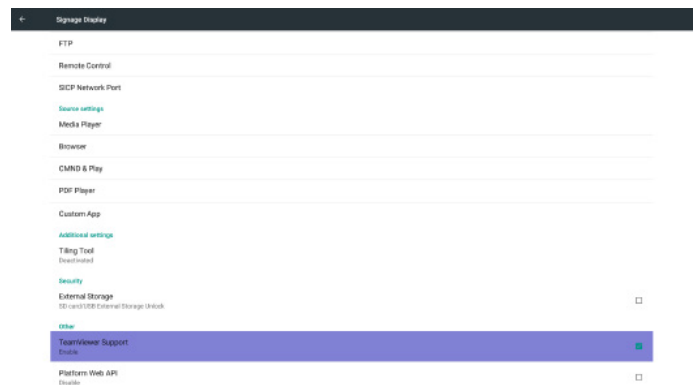 Signage Display
FTP
Remote Control
SICP Network Port
Source settings
Media Player
Browser
CMND & Play
PDF Player
Custom App
Additional settings
Tiling Tool
Deactivated
Security
External Storage
SD card/USB External Storage Unlock
Other
TeamViewer Support
Enable
Platform Web API
Disable